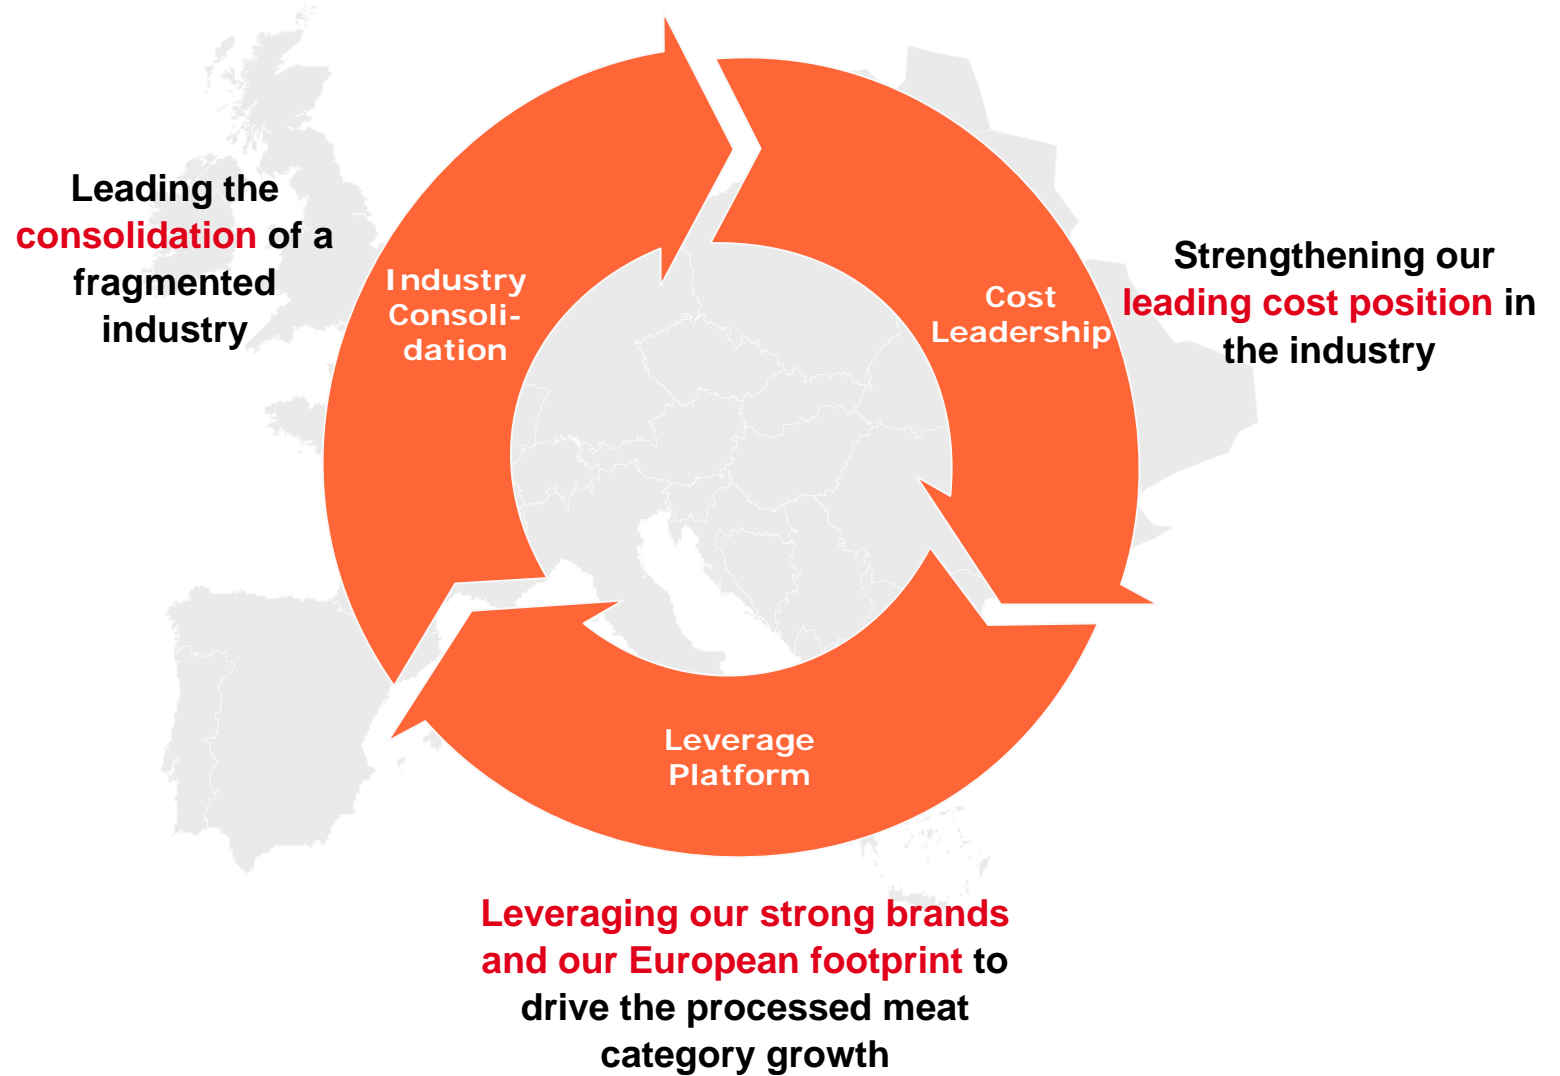 Leading the
consolidation of a
fragmented
industry
Industry
Consoli-
dation
Cost
Leadership
Strengthening our
leading cost position in
the industry
Leverage
Platform
Leveraging our strong brands
and our European footprint to
drive the processed meat
category growth